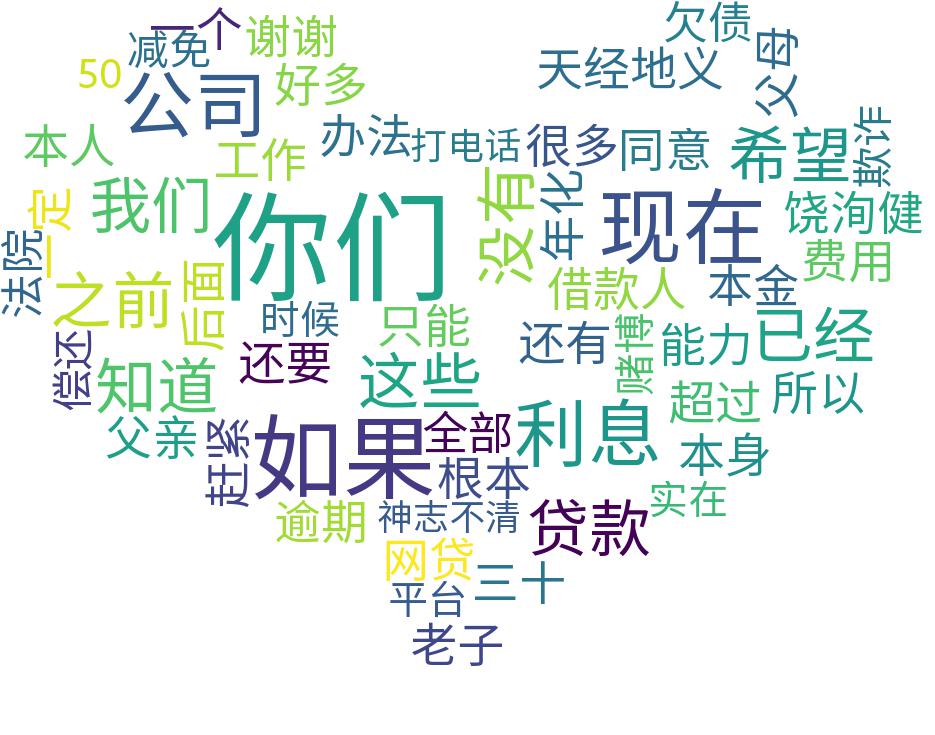 一个
谢谢
欠债
减免
50
公司
好多
天经地义
父母
本人
工作
办法
打电话
很多
同意
希望
欺诈
一定
我们
你们
没有
年化
现在
饶洵健
法院
之前
后面
借款人
本金
费用
时候
只能
还有
赌博
能力
已经
偿还
知道
还要
这些
超过
所以
父亲
赶紧
如果
全部
利息
本身
根本
实在
逾期
神志不清
贷款
网贷
三十
平台
老子